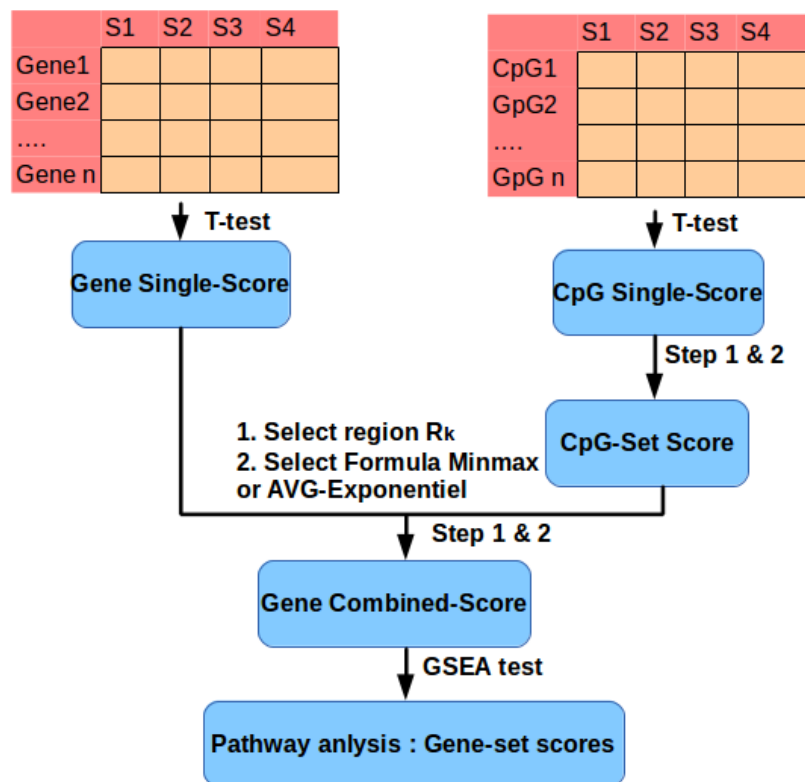 S1 S2 S3 S4
Gene1
Gene2
....
Gene n
S1 S2 S3 S4
CpG1
GpG2
....
GpG n
T-test
T-test
Gene Single-Score
CpG Single-Score
Step 1 & 2
1. Select region Rk
2. Select Formula Minmax
or AVG-Exponentiel
CpG-Set Score
Step 1 & 2
Gene Combined-Score
GSEA test
Pathway anlysis : Gene-set scores